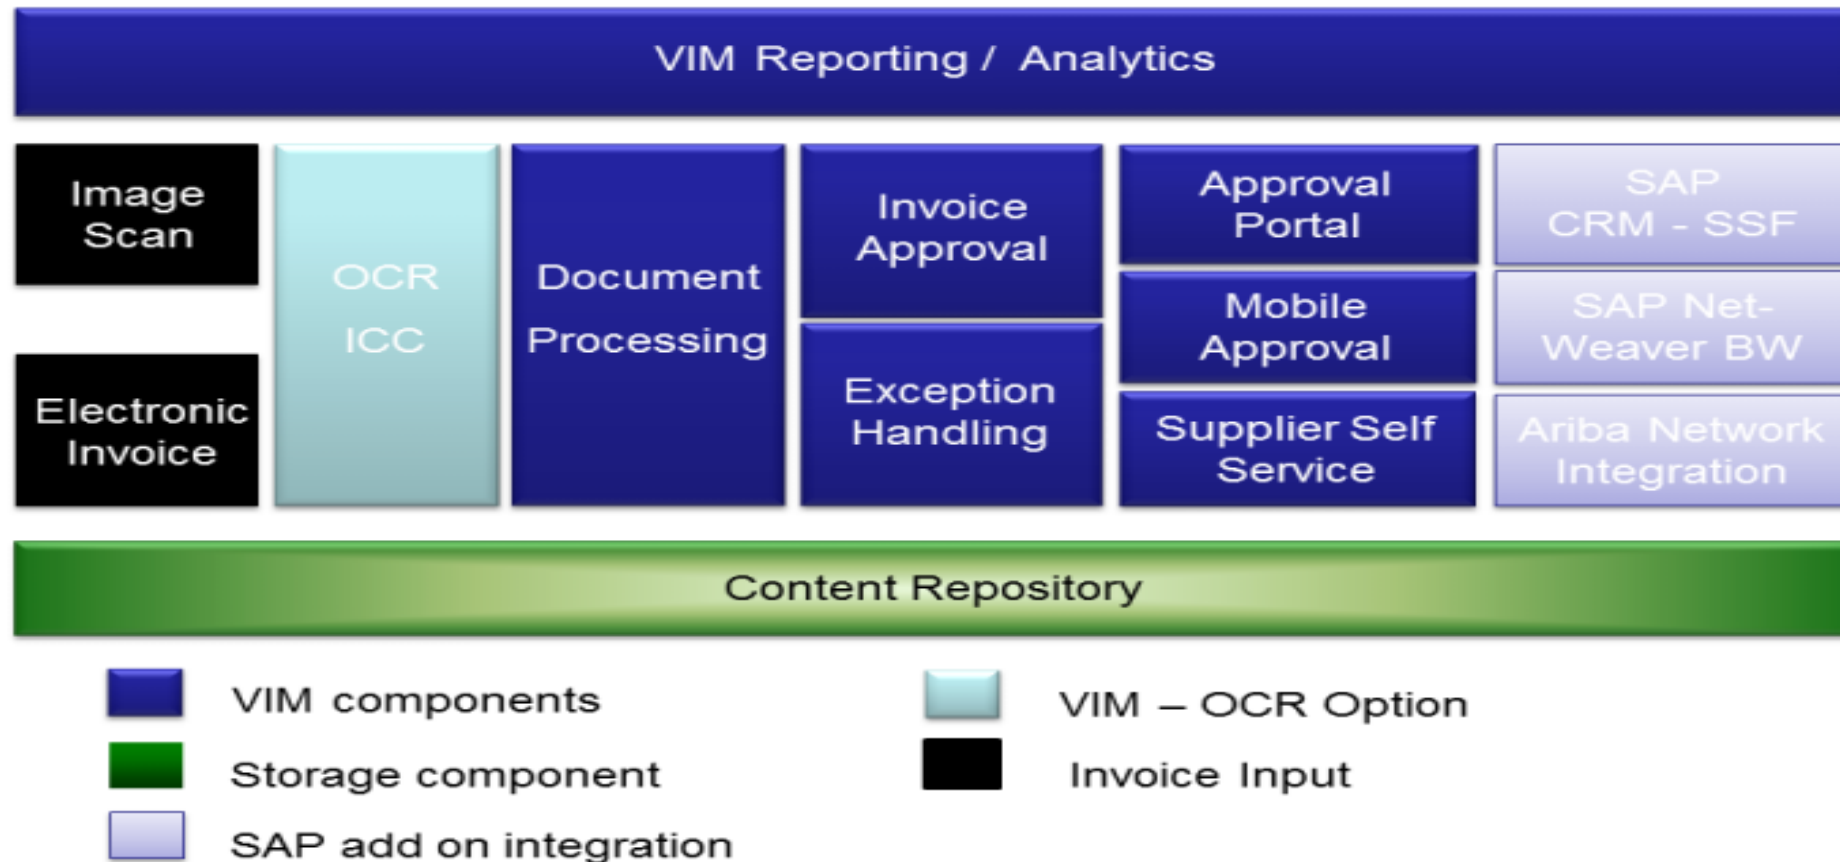 VIM Reporting / Analytics
Image
Scan
Electronic
Invoice
OCR
ICC
Document
Processing
Invoice
Approval
Exception
Handling
Approval
Portal
Mobile
Approval
Supplier Self
Service
SAP
CRM - SSF
SAP Net-
Weaver BW
Ariba Network
Integration
Content Repository
VIM components
VIM – OCR Option
Storage component
Invoice Input
SAP add on integration